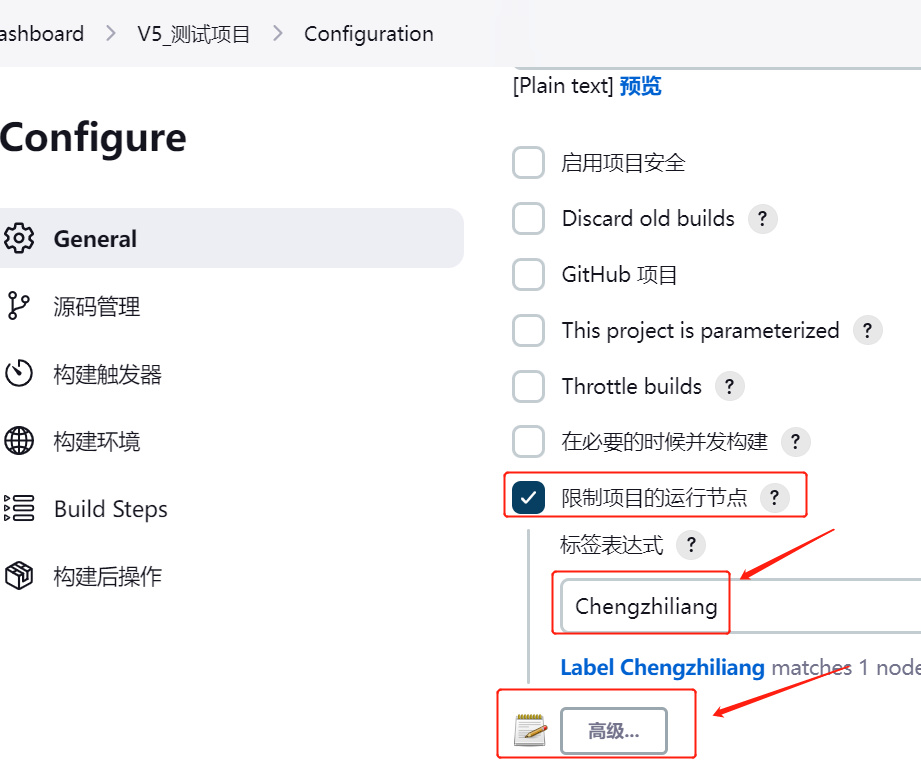 ashboard > V5_测试项目 > Configuration
Configure
General
源码管理
构建触发器
构建环境
Build Steps
构建后操作
[Plain text] 预览
启用项目安全
Discard old builds ?
GitHub 项目
This project is parameterized ?
Throttle builds ?
在必要的时候并发构建 ?
限制项目的运行节点 ?
标签表达式 ?
Chengzhiliang
Label Chengzhiliang matches 1 node
高级...